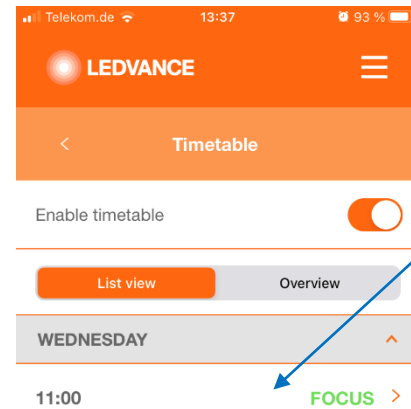 Telekom.de 13:37 93 %
LEDVANCE
Timetable
Enable timetable
List view Overview
WEDNESDAY
11:00 FOCUS